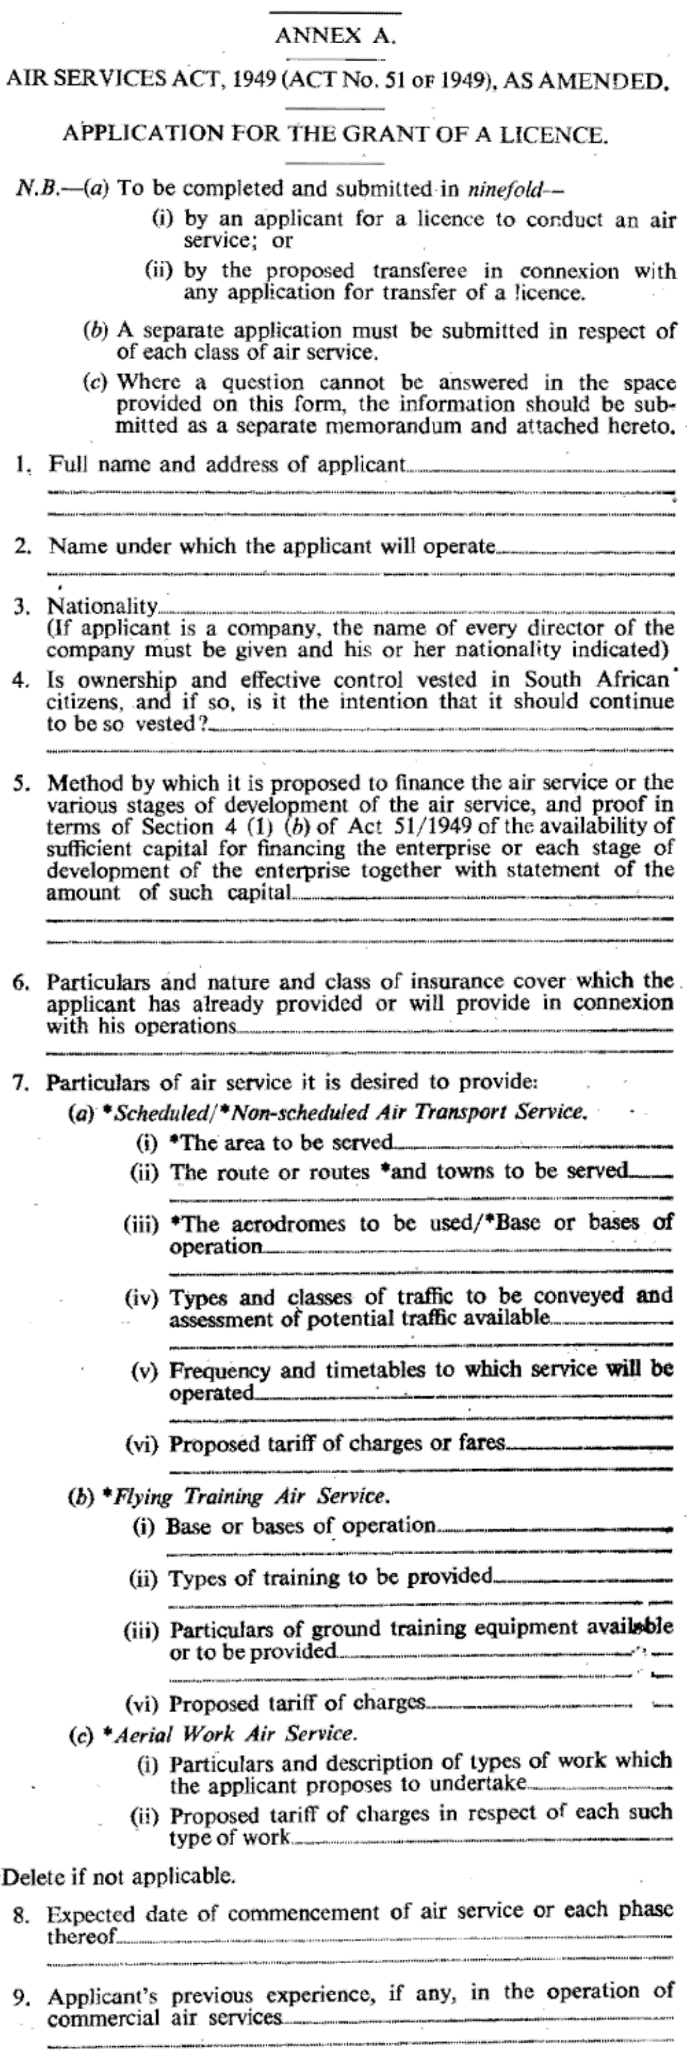 ANNEX A.
AIR SERVICES ACT, 1949 (ACT No. 51 OF 1949), AS AMENDED.
APPLICATION FOR THE GRANT OF A LICENCE.
N.B.—(a) To be completed and submitted in ninefold—
(i) by an applicant for a licence to conduct an air
service; or
(ii) by the proposed transferee in connexion with
any application for transfer of a licence.
(b) A separate application must be submitted in respect of
of each class of air service.
(c) Where a question cannot be answered in the space
provided on this form, the information should be sub-
mitted as a separate memorandum and attached hereto.
1. Full name and address of applicant
2. Name under which the applicant will operate
3. Nationality
(If applicant is a company, the name of every director of the
company must be given and his or her nationality indicated)
4. Is ownership and effective control vested in South African
citizens, and if so, is it the intention that it should continue
to be so vested?
5. Method by which it is proposed to finance the air service or the
various stages of development of the air service, and proof in
terms of Section 4 (1) (b) of Act 51/1949 of the availability of
sufficient capital for financing the enterprise or each stage of
development of the enterprise together with statement of the
amount of such capital
6. Particulars and nature and class of insurance cover which the
applicant has already provided or will provide in connexion
with his operations
7. Particulars of air service it is desired to provide:
(a) *Scheduled/*Non-scheduled Air Transport Service.
(i) *The area to be served
(ii) The route or routes *and towns to be served
(iii) *The aerodromes to be used/*Base or bases of
operation
(iv) Types and classes of traffic to be conveyed and
assessment of potential traffic available
(v) Frequency and timetables to which service will be
operated
(vi) Proposed tariff of charges or fares
(b) *Flying Training Air Service.
(i) Base or bases of operation
(ii) Types of training to be provided
(iii) Particulars of ground training equipment available
or to be provided
(vi) Proposed tariff of charges
(c) *Aerial Work Air Service.
(i) Particulars and description of types of work which
the applicant proposes to undertake
(ii) Proposed tariff of charges in respect of each such
type of work
Delete if not applicable.
8. Expected date of commencement of air service or each phase
thereof
9. Applicant's previous experience, if any, in the operation of
commercial air services